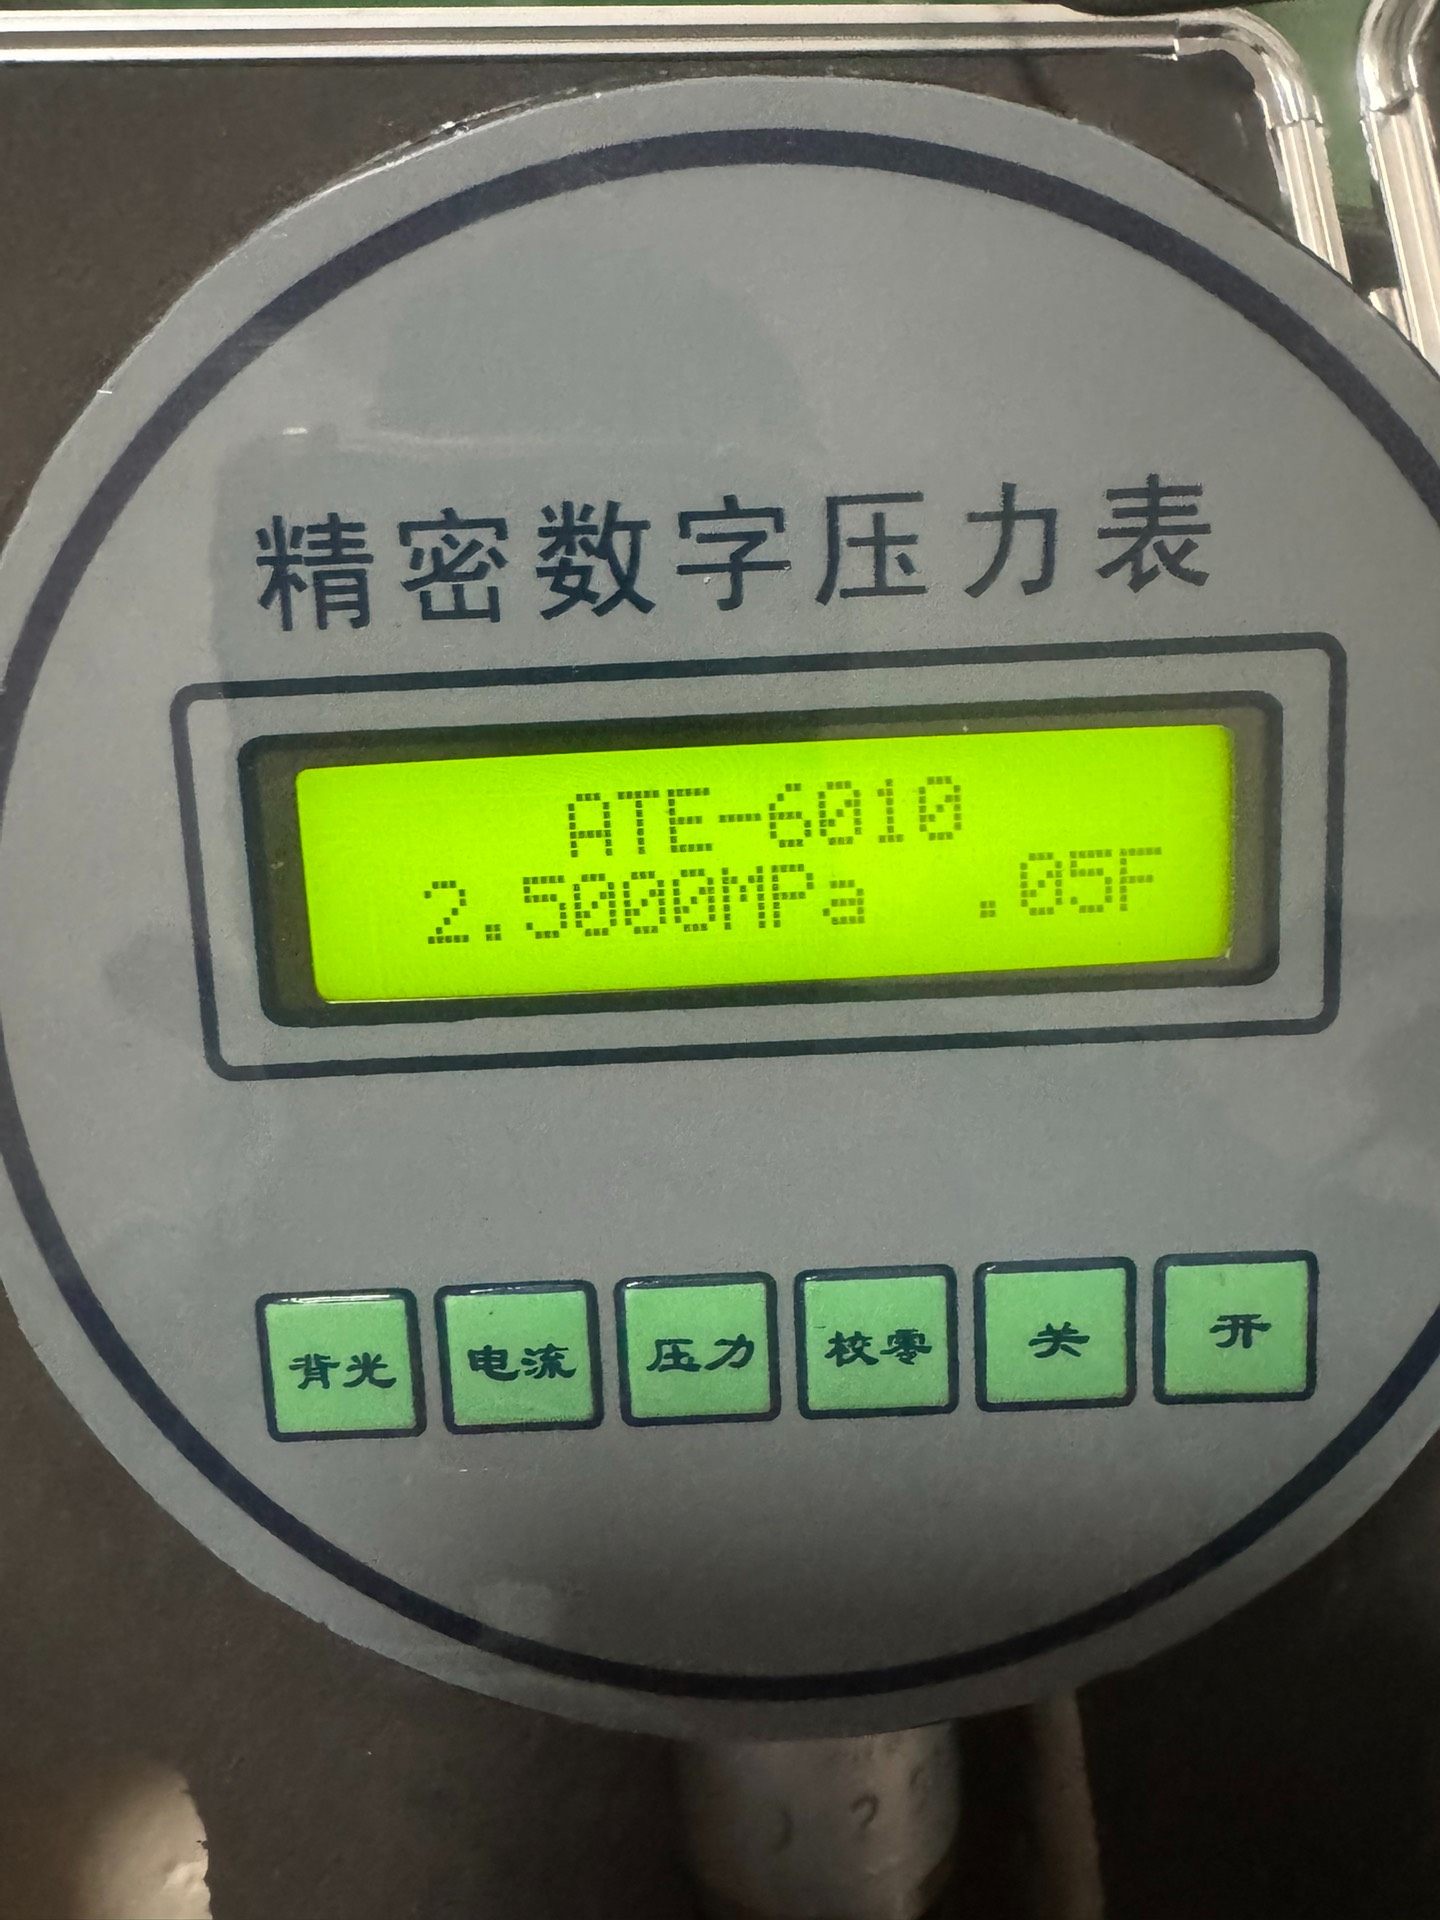 精密数字压力表
ATE-6010
2.5000MPa .05F
背光 电流 压力 校零 关 开